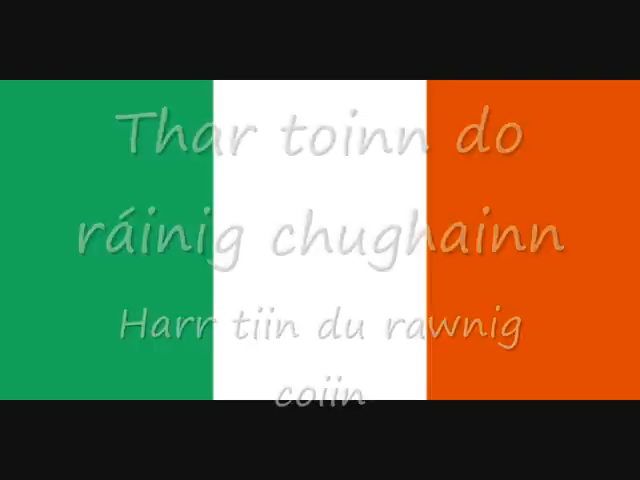 Thar toinn do
ráinig chughainn
Harr tiin du rawnig
coiin